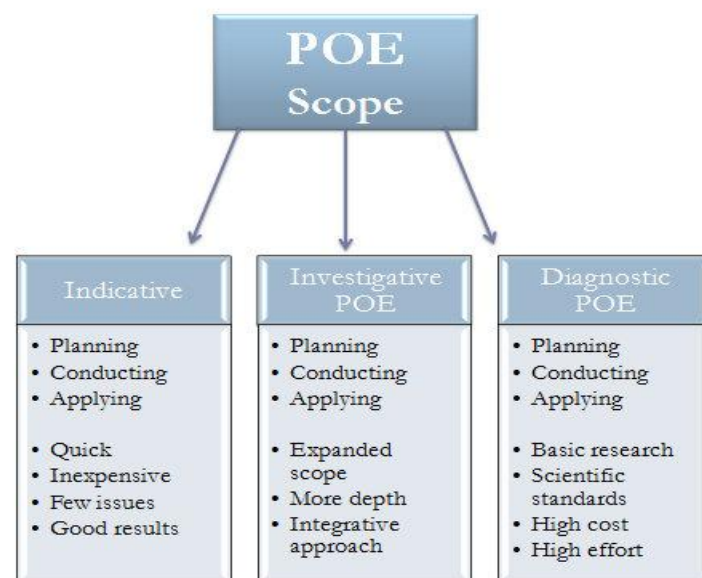 POE
Scope
Indicative
• Planning
• Conducting
• Applying
• Quick
• Inexpensive
• Few issues
• Good results
Investigative
POE
• Planning
• Conducting
• Applying
• Expanded
scope
• More depth
• Integrative
approach
Diagnostic
POE
• Planning
• Conducting
• Applying
• Basic research
• Scientific
standards
• High cost
• High effort